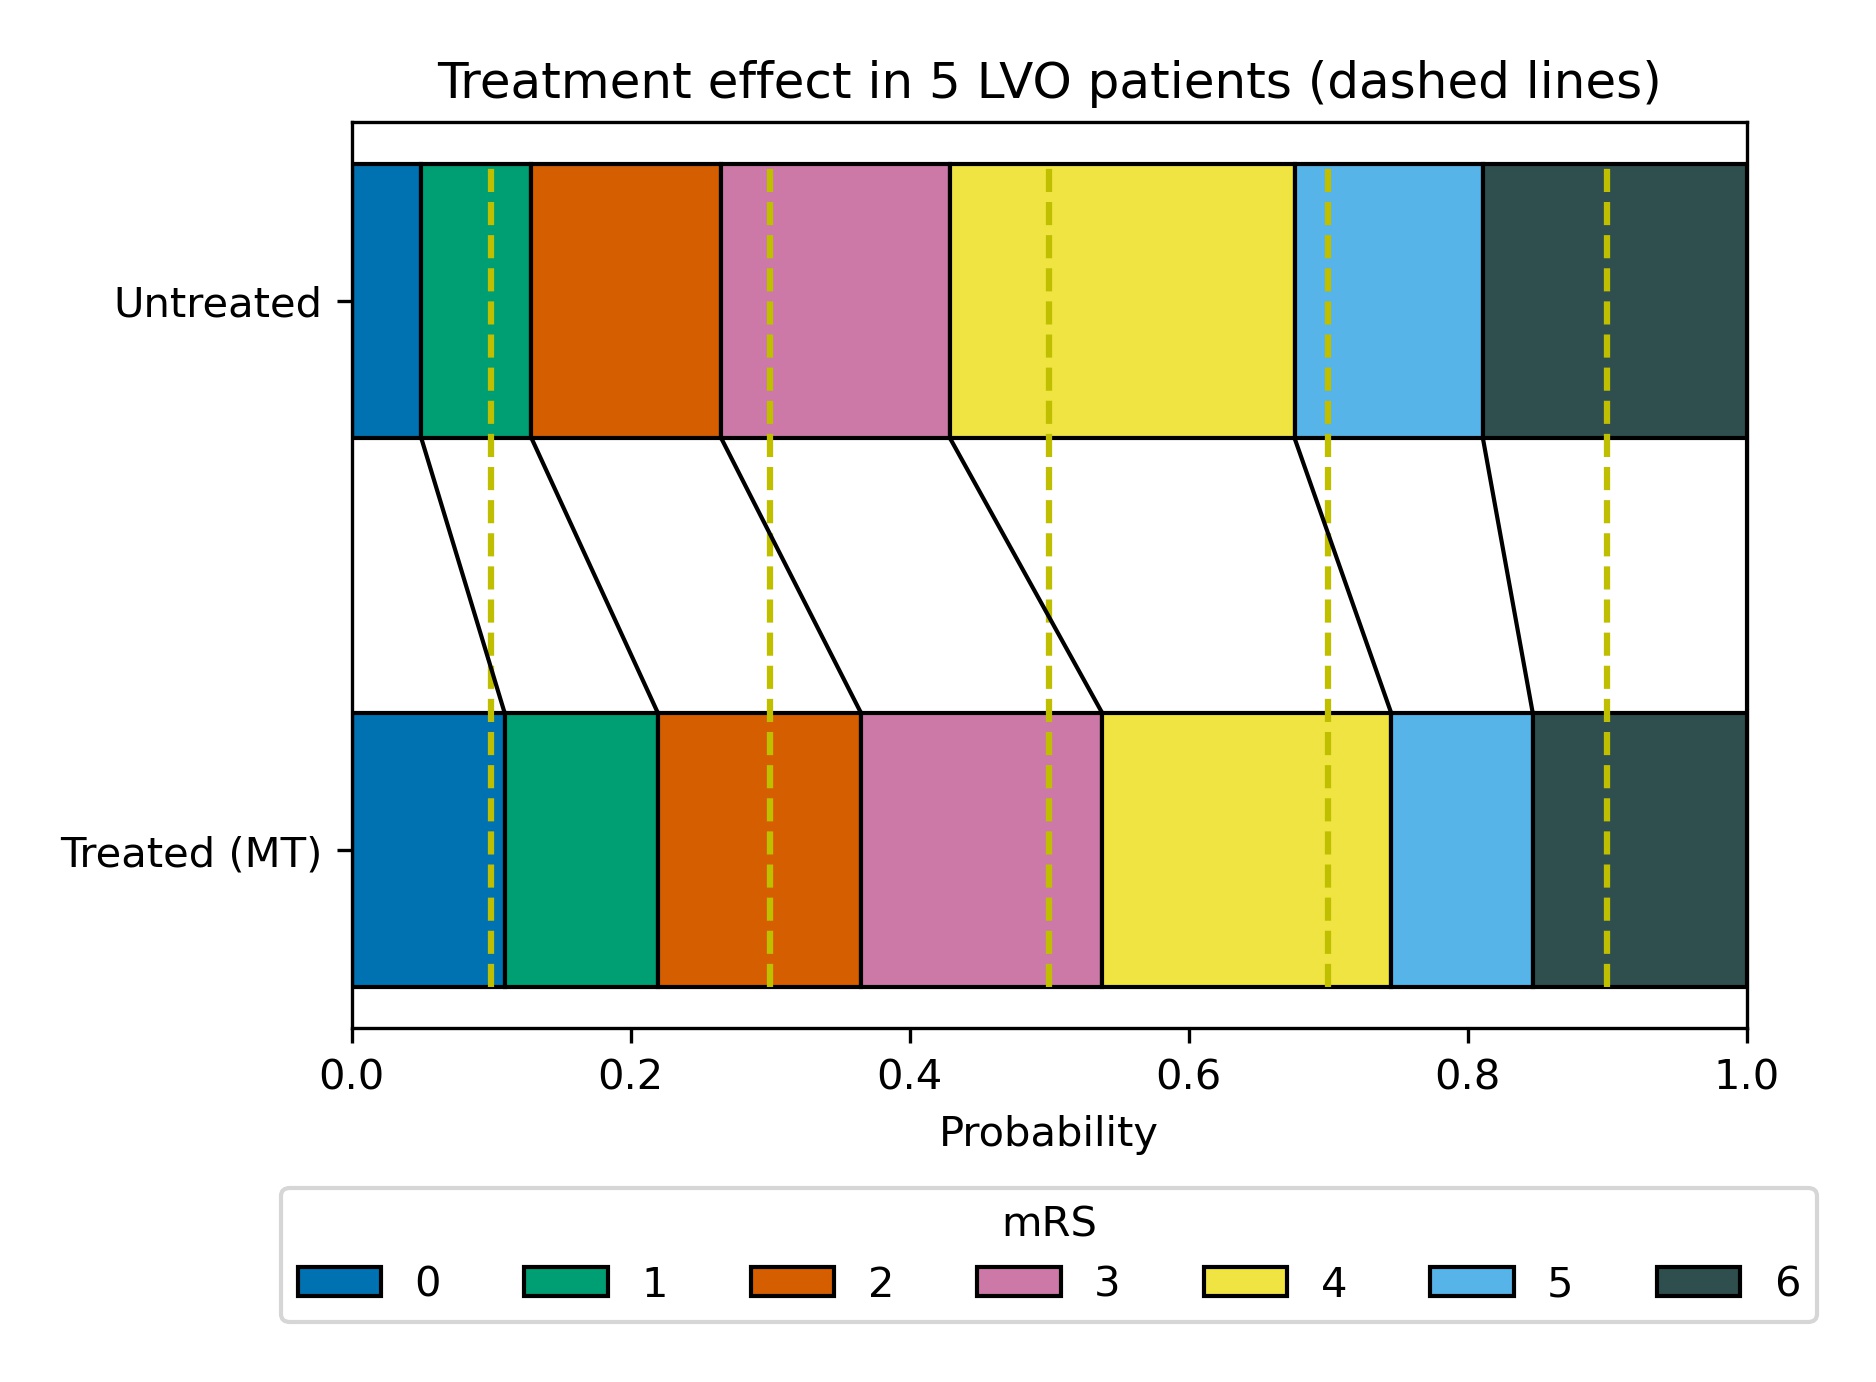 Treatment effect in 5 LVO patients (dashed lines)
Untreated
Treated (MT)
0.0 0.2 0.4 0.6 0.8 1.0
Probability
mRS
0 1 2 3 4 5 6